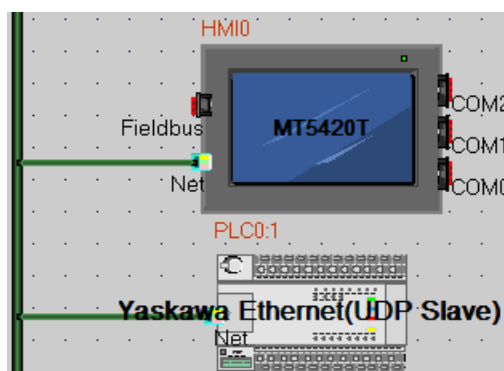 HMI0
MT5420T
COM2
Fieldbus
COM1
Net
COM0
PLC0:1
Yaskawa Ethernet(UDP Slave)
Net